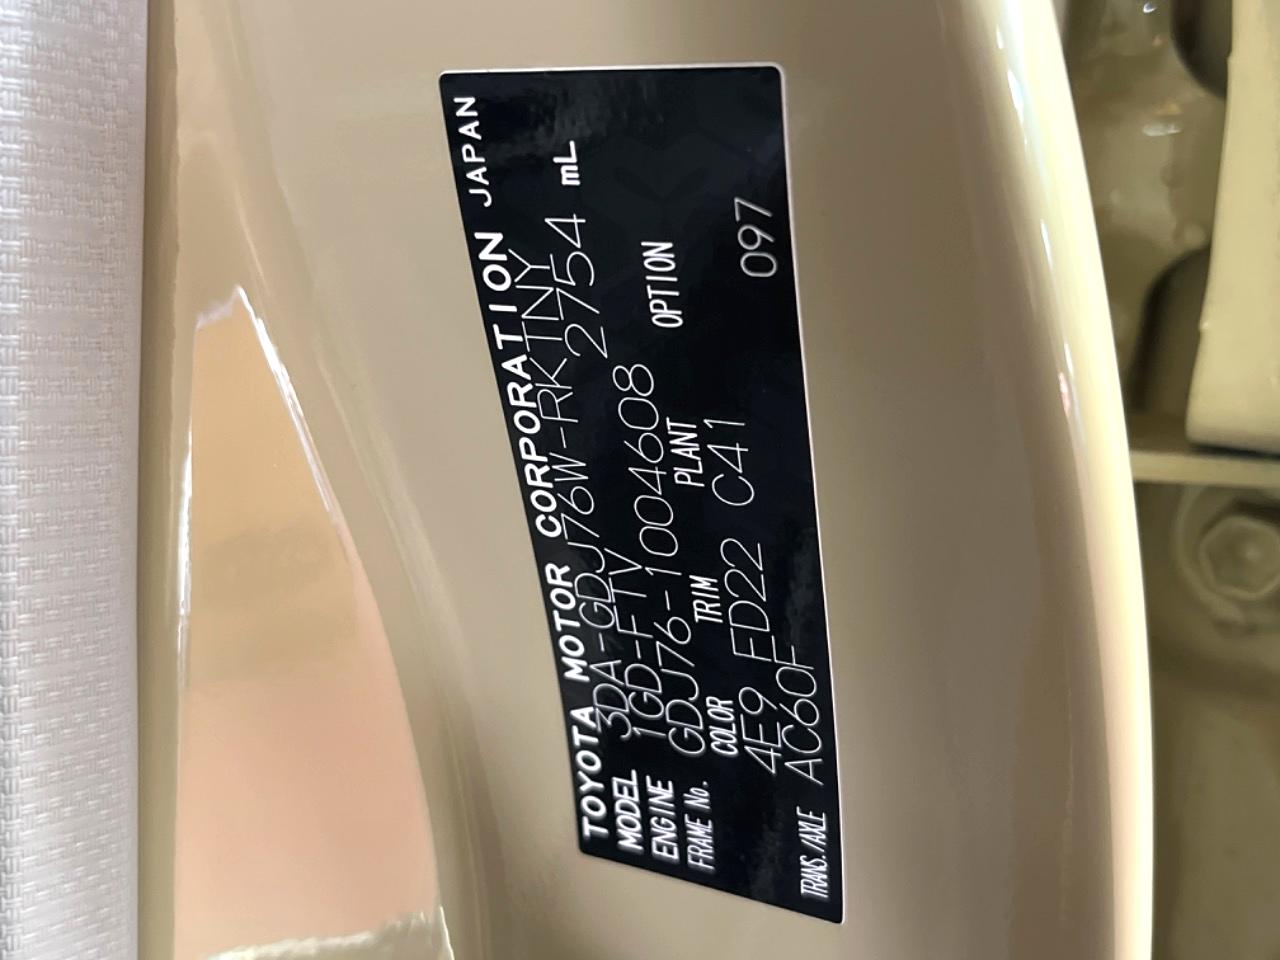 TOYOTA MOTOR CORPORATION JAPAN
MODEL 3DA-GDJ76W-RKTNY
ENGINE 1GD-FTV 2754 mL
FRAME No. GDJ76-1004608
COLOR TRIM PLANT OPTION
4E9 FD22 C41 097
TRANS./AXLE AC60F